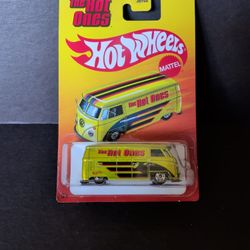 The Hot
Ones
Hot Wheels
MATTEL
The Hot Ones